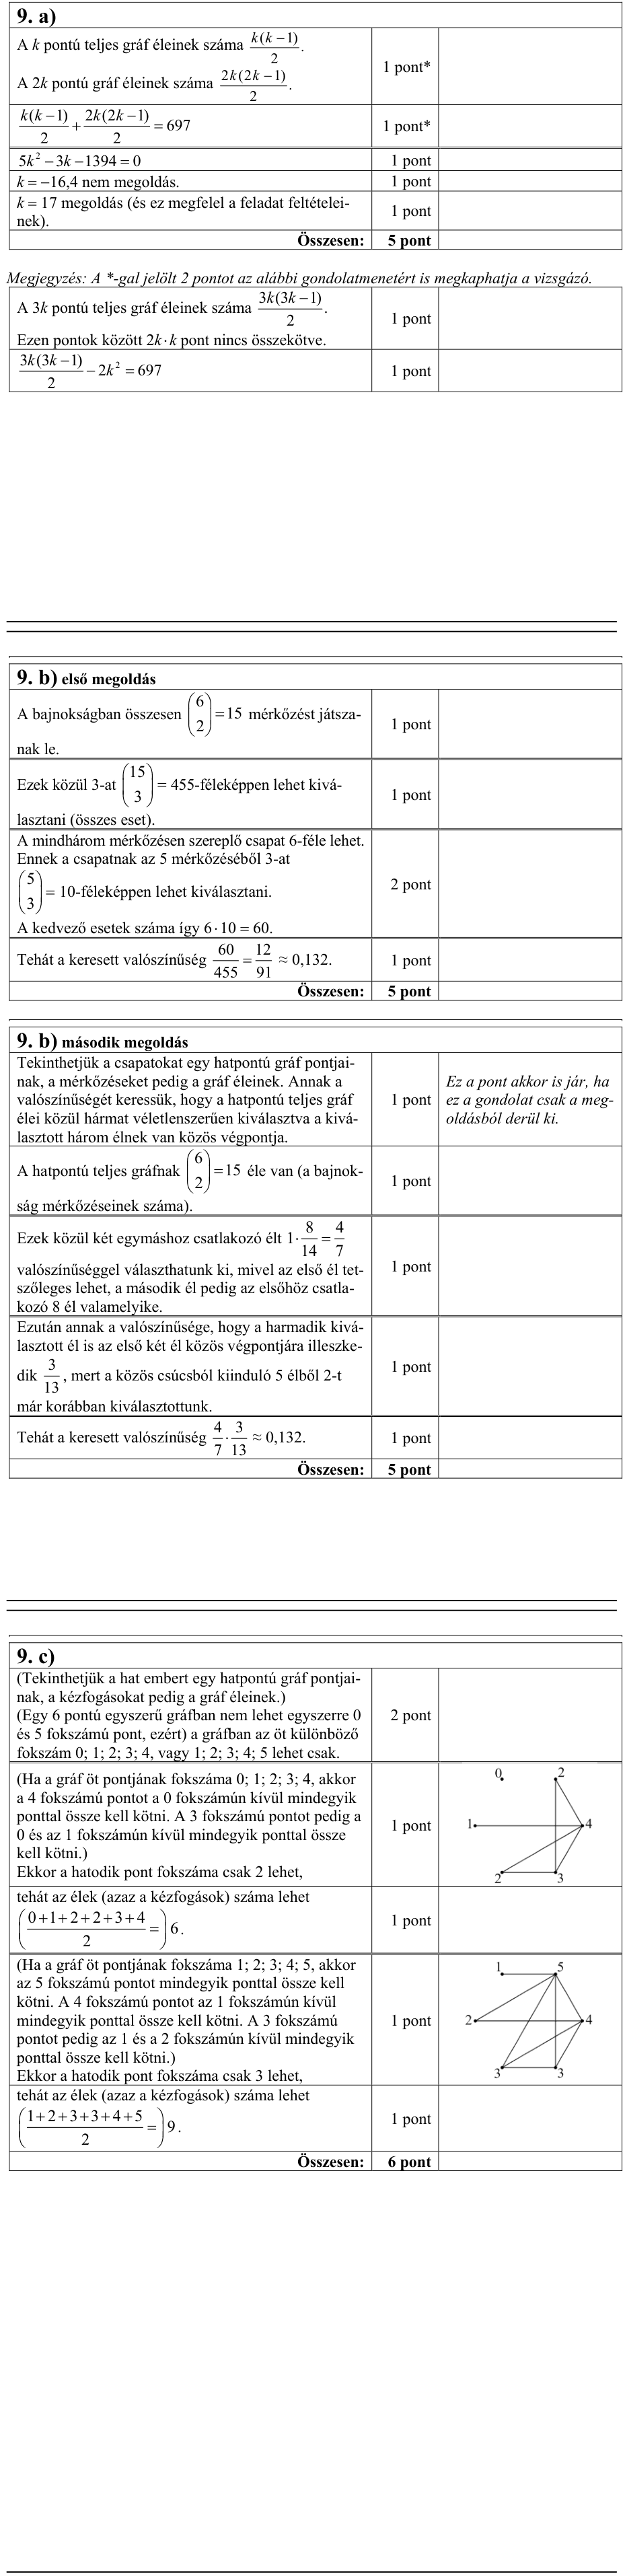 9. a)
A k pontú teljes gráf éleinek száma k(k −1)/2.
A 2k pontú gráf éleinek száma 2k(2k −1)/2.
1 pont*
k(k −1)/2 + 2k(2k −1)/2 = 697
1 pont*
5k² − 3k − 1394 = 0
1 pont
k = −16,4 nem megoldás.
1 pont
k = 17 megoldás (és ez megfelel a feladat feltételei-
nek).
1 pont
Összesen: 5 pont
Megjegyzés: A *-gal jelölt 2 pontot az alábbi gondolatmenetért is megkaphatja a vizsgázó.
A 3k pontú teljes gráf éleinek száma 3k(3k −1)/2.
Ezen pontok között 2k·k pont nincs összekötve.
1 pont
3k(3k −1)/2 − 2k² = 697
1 pont
9. b) első megoldás
A bajnokságban összesen (6 2) = 15 mérkőzést játsza-
nak le.
1 pont
Ezek közül 3-at (15 3) = 455-féleképpen lehet kivá-
lasztani (összes eset).
1 pont
A mindhárom mérkőzésen szereplő csapat 6-féle lehet.
Ennek a csapatnak az 5 mérkőzéséből 3-at
(5 3) = 10-féleképpen lehet kiválasztani.
A kedvező esetek száma így 6·10 = 60.
2 pont
Tehát a keresett valószínűség 60/455 = 12/91 ≈ 0,132.
1 pont
Összesen: 5 pont
9. b) második megoldás
Tekinthetjük a csapatokat egy hatpontú gráf pontjai-
nak, a mérkőzéseket pedig a gráf éleinek. Annak a
valószínűségét keressük, hogy a hatpontú teljes gráf
élei közül hármat véletlenszerűen kiválasztva a kivá-
lasztott három élnek van közös végpontja.
1 pont
Ez a pont akkor is jár, ha
ez a gondolat csak a meg-
oldásból derül ki.
A hatpontú teljes gráfnak (6 2) = 15 éle van (a bajnok-
ság mérkőzéseinek száma).
1 pont
Ezek közül két egymáshoz csatlakozó élt 1·8/14 = 4/7
valószínűséggel választhatunk ki, mivel az első él tet-
szőleges lehet, a második él pedig az elsőhöz csatla-
kozó 8 él valamelyike.
1 pont
Ezután annak a valószínűsége, hogy a harmadik kivá-
lasztott él is az első két él közös végpontjára illeszke-
dik 3/13, mert a közös csúcsból kiinduló 5 élből 2-t
már korábban kiválasztottunk.
1 pont
Tehát a keresett valószínűség 4/7 · 3/13 ≈ 0,132.
1 pont
Összesen: 5 pont
9. c)
(Tekinthetjük a hat embert egy hatpontú gráf pontjai-
nak, a kézfogásokat pedig a gráf éleinek.)
(Egy 6 pontú egyszerű gráfban nem lehet egyszerre 0
és 5 fokszámú pont, ezért) a gráfban az öt különböző
fokszám 0; 1; 2; 3; 4, vagy 1; 2; 3; 4; 5 lehet csak.
2 pont
(Ha a gráf öt pontjának fokszáma 0; 1; 2; 3; 4, akkor
a 4 fokszámú pontot a 0 fokszámún kívül mindegyik
ponttal össze kell kötni. A 3 fokszámú pontot pedig a
0 és az 1 fokszámún kívül mindegyik ponttal össze
kell kötni.)
Ekkor a hatodik pont fokszáma csak 2 lehet,
1 pont
0 2
1 4
2 3
tehát az élek (azaz a kézfogások) száma lehet
((0+1+2+2+3+4)/2 =) 6.
1 pont
(Ha a gráf öt pontjának fokszáma 1; 2; 3; 4; 5, akkor
az 5 fokszámú pontot mindegyik ponttal össze kell
kötni. A 4 fokszámú pontot az 1 fokszámún kívül
mindegyik ponttal össze kell kötni. A 3 fokszámú
pontot pedig az 1 és a 2 fokszámún kívül mindegyik
ponttal össze kell kötni.)
Ekkor a hatodik pont fokszáma csak 3 lehet,
1 pont
1 5
2 4
3 3
tehát az élek (azaz a kézfogások) száma lehet
((1+2+3+3+4+5)/2 =) 9.
1 pont
Összesen: 6 pont